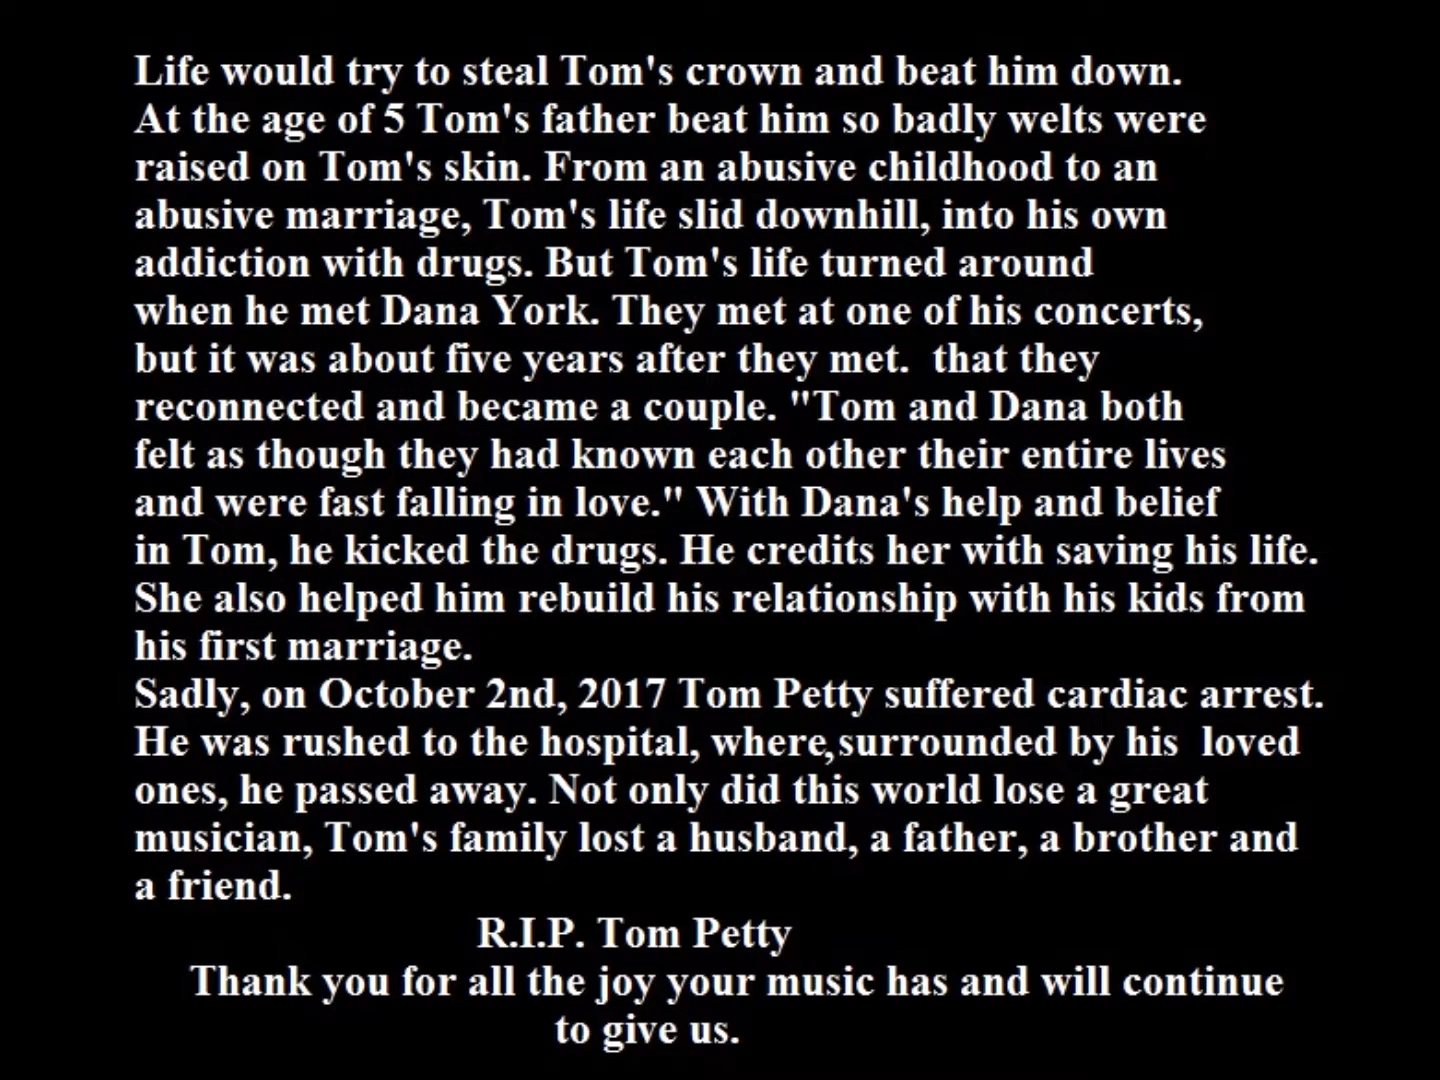 Life would try to steal Tom's crown and beat him down.
At the age of 5 Tom's father beat him so badly welts were
raised on Tom's skin. From an abusive childhood to an
abusive marriage, Tom's life slid downhill, into his own
addiction with drugs. But Tom's life turned around
when he met Dana York. They met at one of his concerts,
but it was about five years after they met.  that they
reconnected and became a couple. "Tom and Dana both
felt as though they had known each other their entire lives
and were fast falling in love." With Dana's help and belief
in Tom, he kicked the drugs. He credits her with saving his life.
She also helped him rebuild his relationship with his kids from
his first marriage.
Sadly, on October 2nd, 2017 Tom Petty suffered cardiac arrest.
He was rushed to the hospital, where,surrounded by his  loved
ones, he passed away. Not only did this world lose a great
musician, Tom's family lost a husband, a father, a brother and
a friend.
R.I.P. Tom Petty
Thank you for all the joy your music has and will continue
to give us.